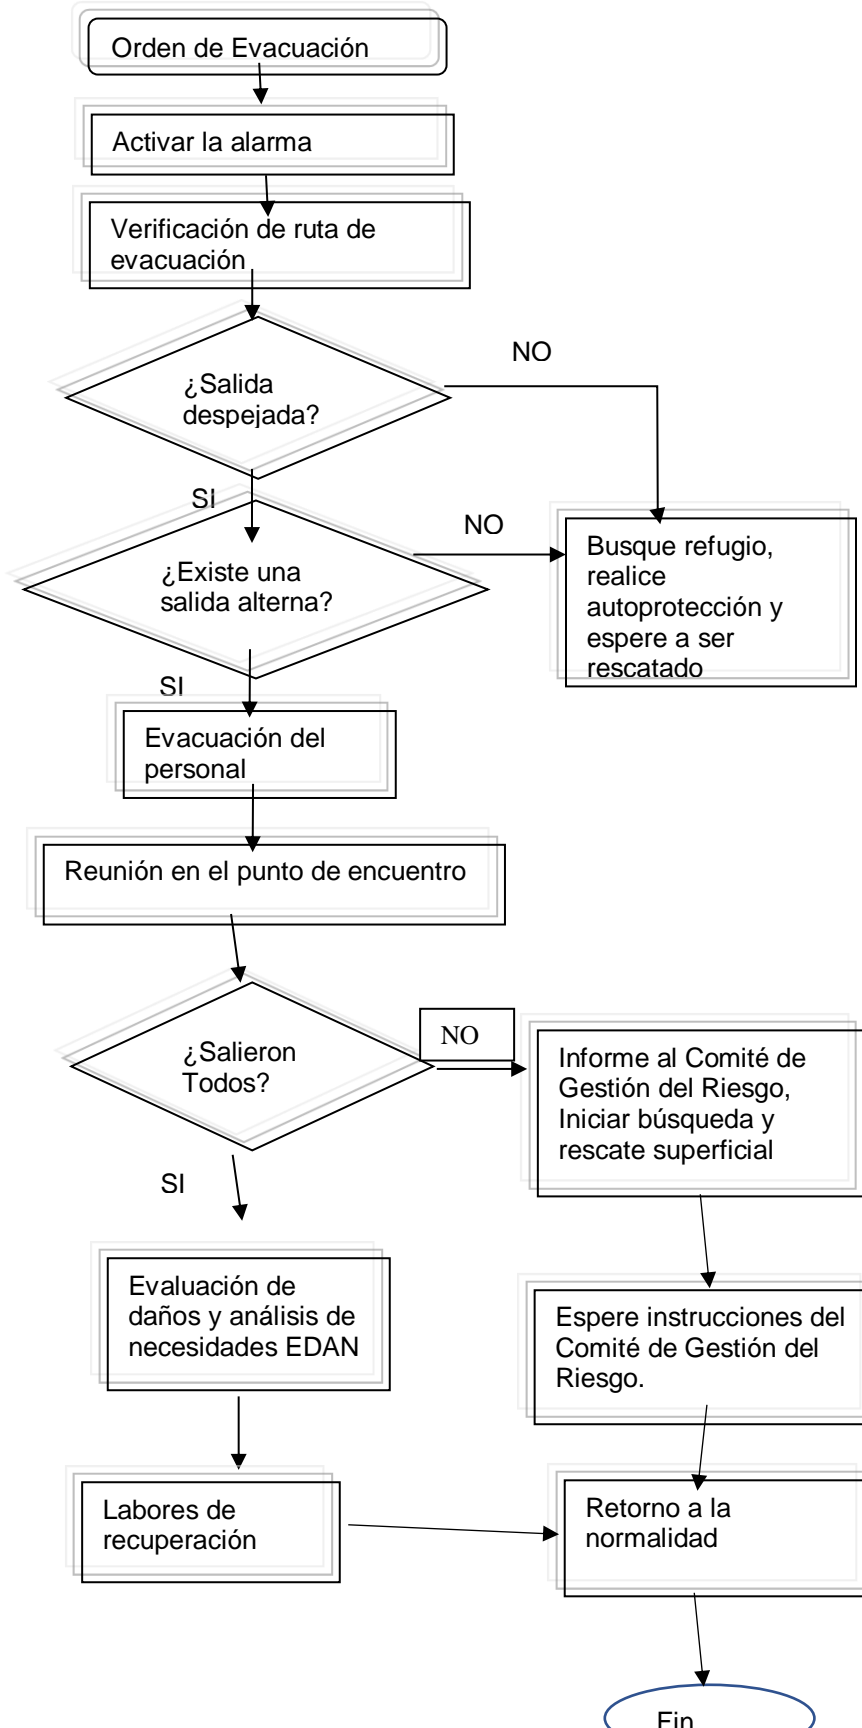 Orden de Evacuación
Activar la alarma
Verificación de ruta de
evacuación
NO
¿Salida
despejada?
SI
NO
¿Existe una
salida alterna?
Busque refugio,
realice
autoprotección y
espere a ser
rescatado
SI
Evacuación del
personal
Reunión en el punto de encuentro
¿Salieron
Todos?
NO
Informe al Comité de
Gestión del Riesgo,
Iniciar búsqueda y
rescate superficial
SI
Evaluación de
daños y análisis de
necesidades EDAN
Espere instrucciones del
Comité de Gestión del
Riesgo.
Labores de
recuperación
Retorno a la
normalidad
Fin